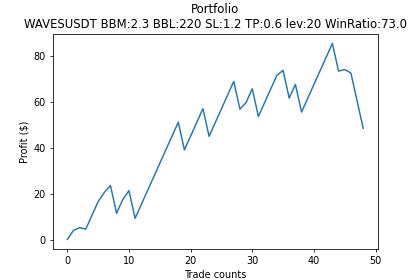 Portfolio
WAVESUSDT BBM:2.3 BBL:220 SL:1.2 TP:0.6 lev:20 WinRatio:73.0
Profit ($)
80
60
40
20
0
0 10 20 30 40 50
Trade counts